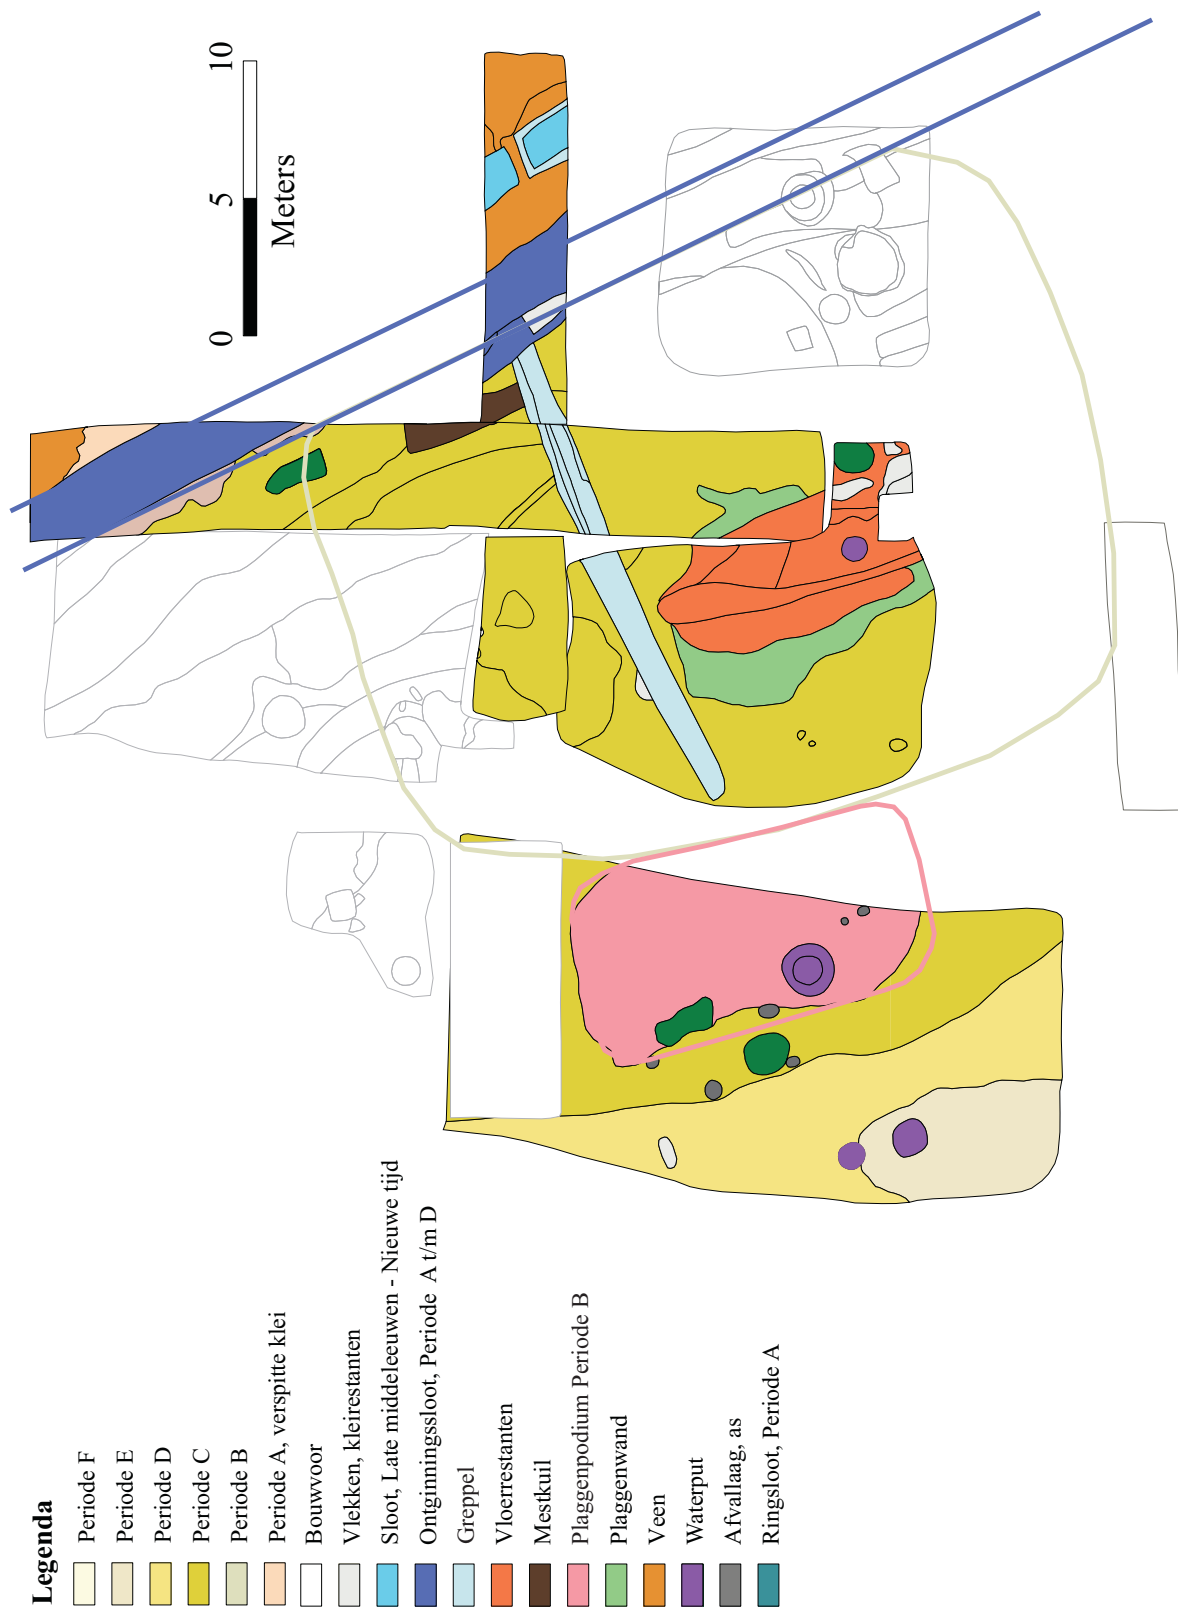 0 5 10
Meters
Legenda
Periode F
Periode E
Periode D
Periode C
Periode B
Periode A, verspitte klei
Bouwvoor
Vlekken, kleirestanten
Sloot, Late middeleeuwen - Nieuwe tijd
Ontginningssloot, Periode A t/m D
Greppel
Vloerrestanten
Mestkuil
Plaggenpodium Periode B
Plaggenwand
Veen
Waterput
Afvallaag, as
Ringsloot, Periode A